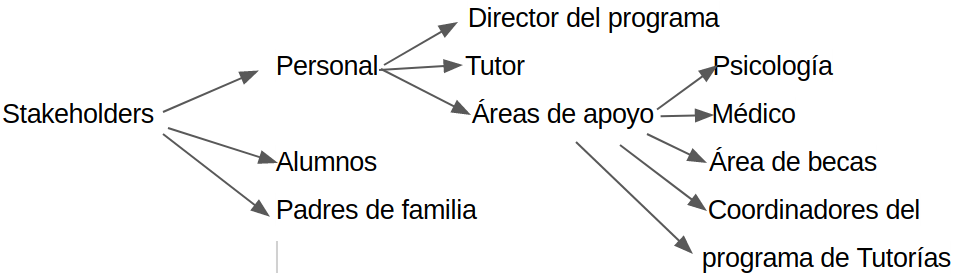 Director del programa
Personal Tutor Psicología
Stakeholders Áreas de apoyo Médico
Alumnos Área de becas
Padres de familia Coordinadores del
programa de Tutorías